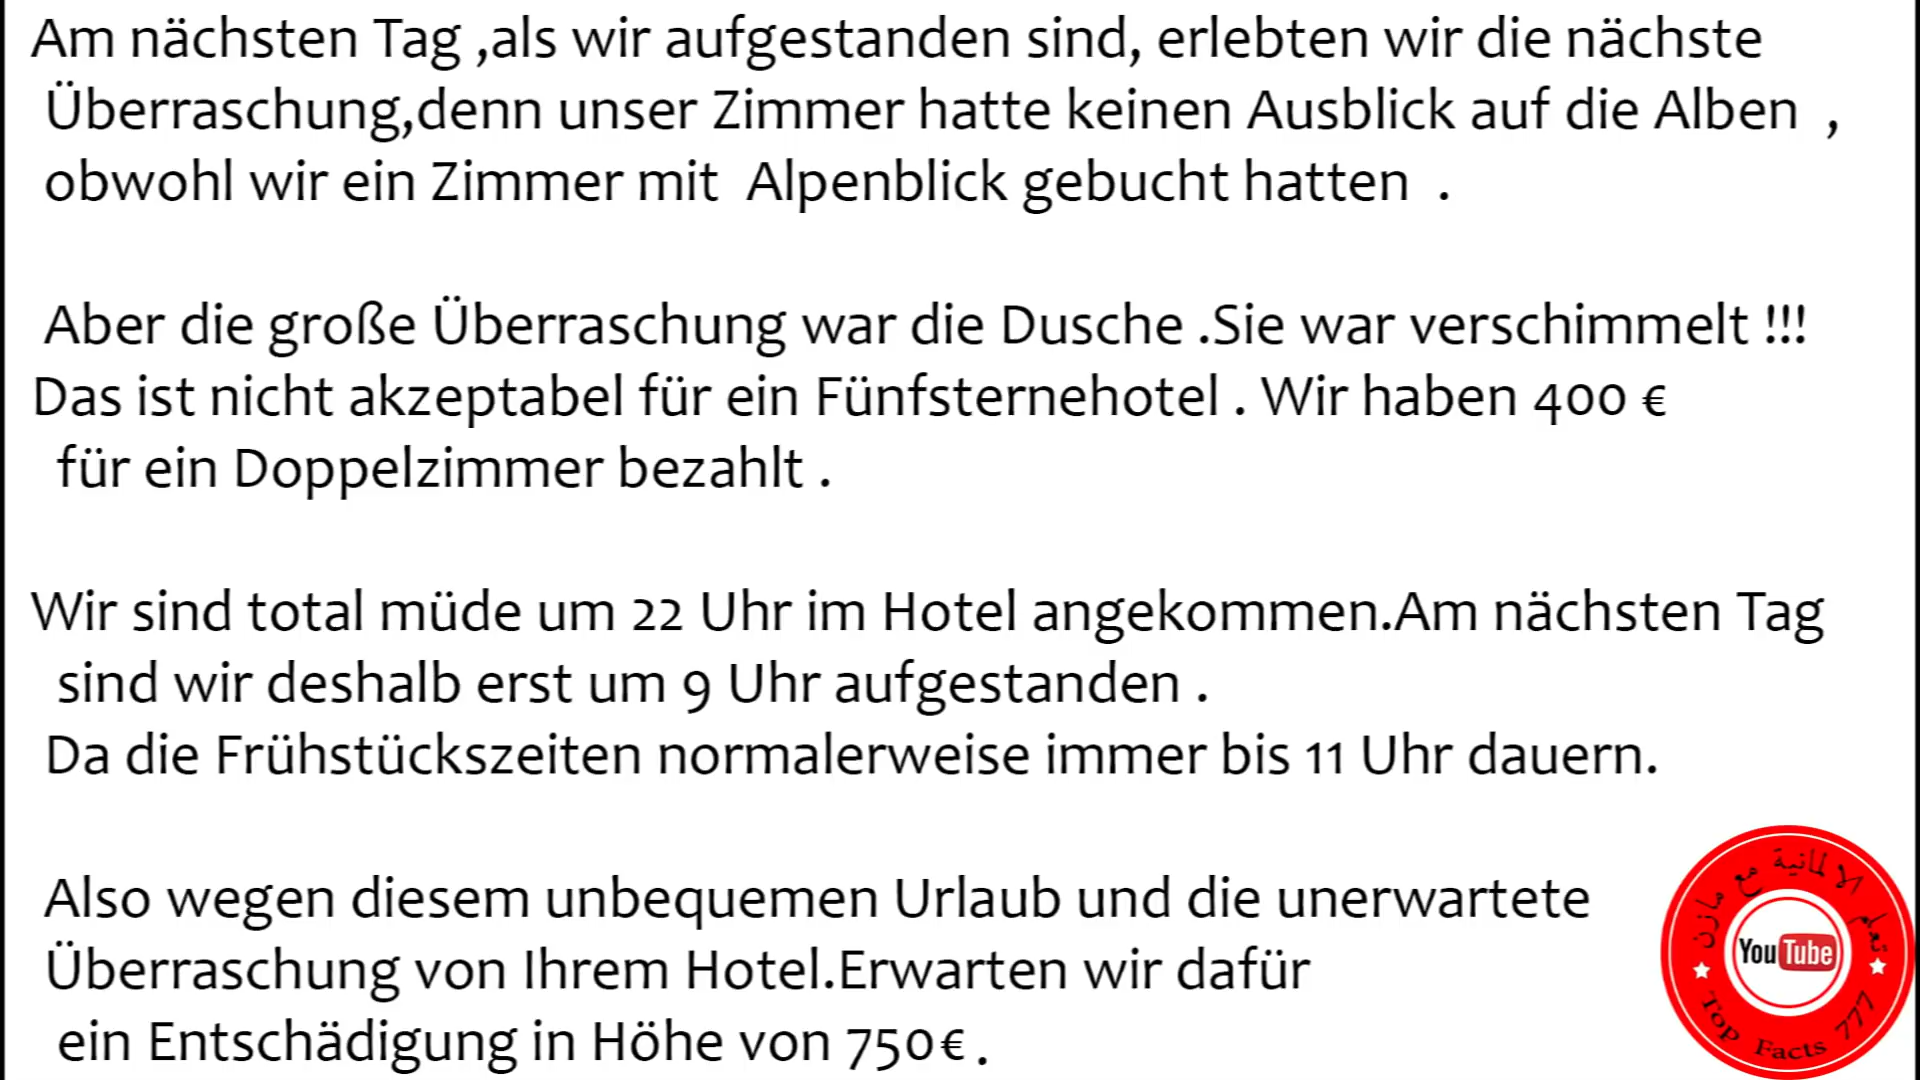 Am nächsten Tag ,als wir aufgestanden sind, erlebten wir die nächste
Überraschung,denn unser Zimmer hatte keinen Ausblick auf die Alben ,
obwohl wir ein Zimmer mit Alpenblick gebucht hatten .
Aber die große Überraschung war die Dusche .Sie war verschimmelt !!!
Das ist nicht akzeptabel für ein Fünfsternehotel . Wir haben 400 €
für ein Doppelzimmer bezahlt .
Wir sind total müde um 22 Uhr im Hotel angekommen.Am nächsten Tag
sind wir deshalb erst um 9 Uhr aufgestanden .
Da die Frühstückszeiten normalerweise immer bis 11 Uhr dauern.
Also wegen diesem unbequemen Urlaub und die unerwartete
Überraschung von Ihrem Hotel.Erwarten wir dafür
ein Entschädigung in Höhe von 750€ .
تعلم الالمانية مع مازن
YouTube
Top Facts 777